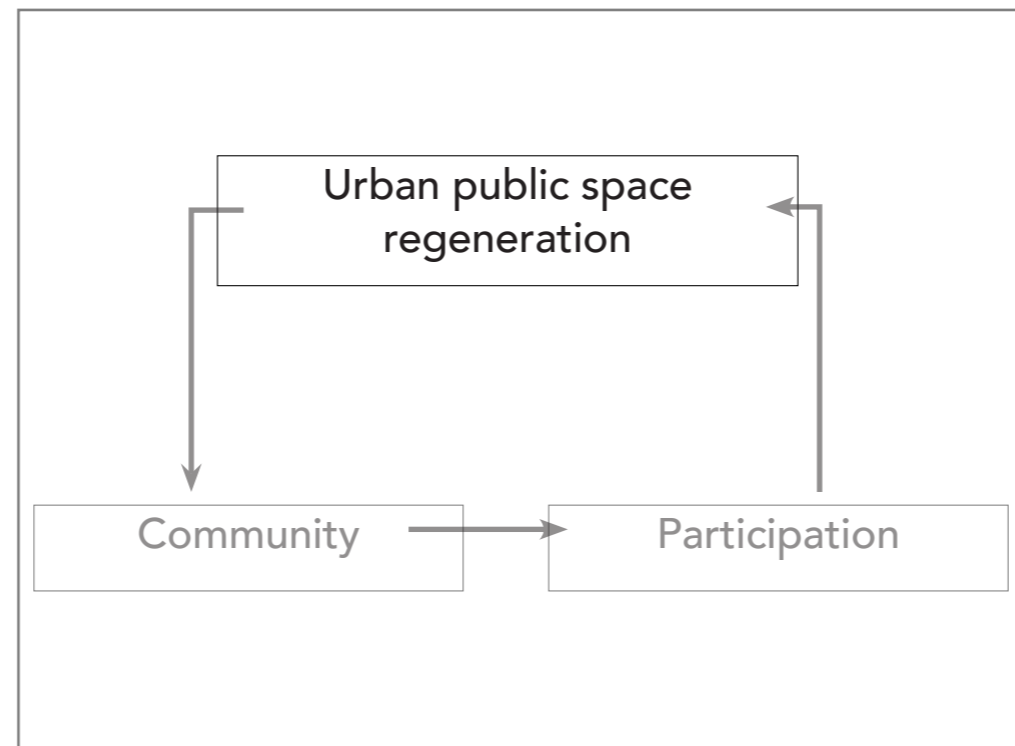 Urban public space
regeneration
Community
Participation